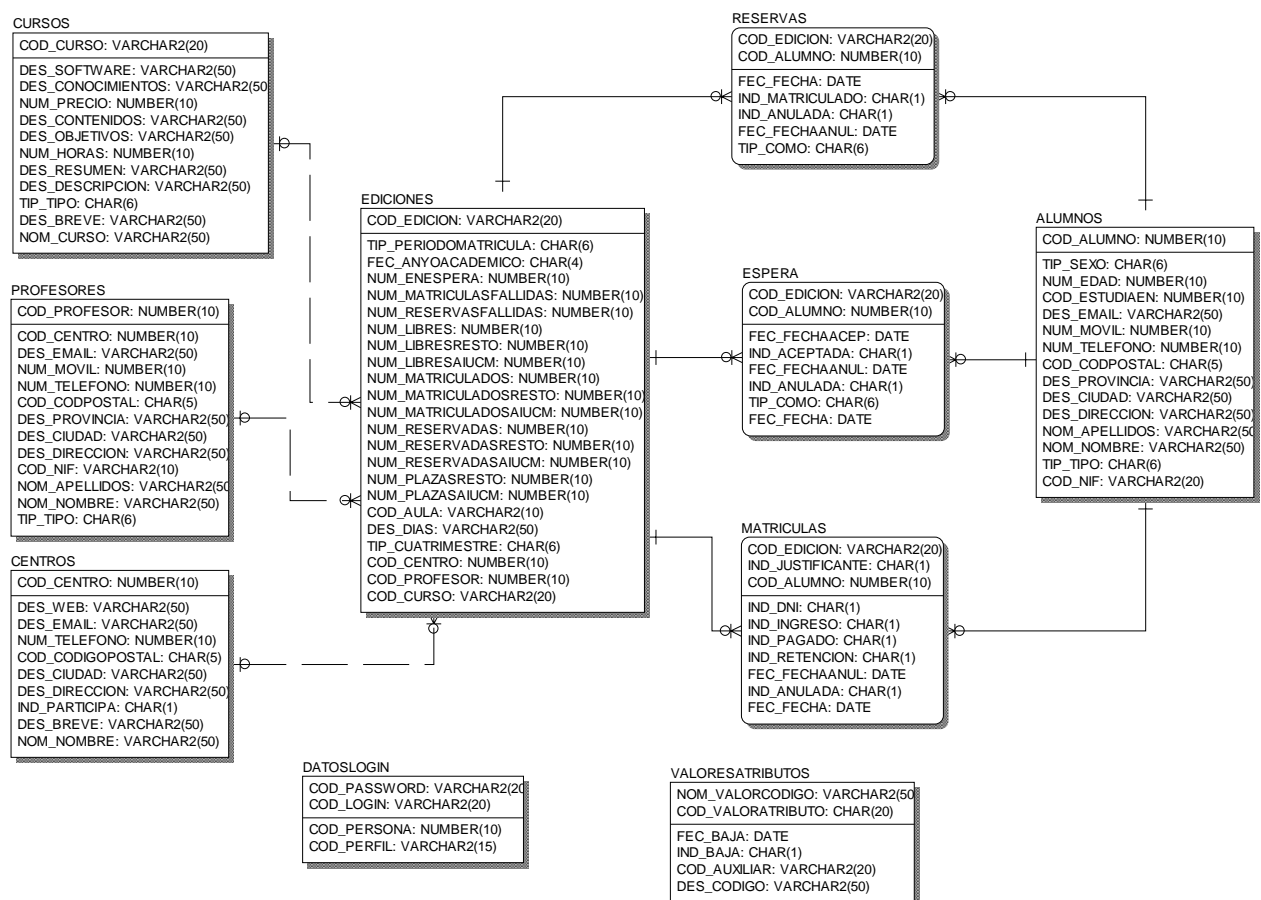 CURSOS
COD_CURSO: VARCHAR2(20)
DES_SOFTWARE: VARCHAR2(50)
DES_CONOCIMIENTOS: VARCHAR2(50
NUM_PRECIO: NUMBER(10)
DES_CONTENIDOS: VARCHAR2(50)
DES_OBJETIVOS: VARCHAR2(50)
NUM_HORAS: NUMBER(10)
DES_RESUMEN: VARCHAR2(50)
DES_DESCRIPCION: VARCHAR2(50)
TIP_TIPO: CHAR(6)
DES_BREVE: VARCHAR2(50)
NOM_CURSO: VARCHAR2(50)
PROFESORES
COD_PROFESOR: NUMBER(10)
COD_CENTRO: NUMBER(10)
DES_EMAIL: VARCHAR2(50)
NUM_MOVIL: NUMBER(10)
NUM_TELEFONO: NUMBER(10)
COD_CODPOSTAL: CHAR(5)
DES_PROVINCIA: VARCHAR2(50)
DES_CIUDAD: VARCHAR2(50)
DES_DIRECCION: VARCHAR2(50)
COD_NIF: VARCHAR2(10)
NOM_APELLIDOS: VARCHAR2(50
NOM_NOMBRE: VARCHAR2(50)
TIP_TIPO: CHAR(6)
CENTROS
COD_CENTRO: NUMBER(10)
DES_WEB: VARCHAR2(50)
DES_EMAIL: VARCHAR2(50)
NUM_TELEFONO: NUMBER(10)
COD_CODIGOPOSTAL: CHAR(5)
DES_CIUDAD: VARCHAR2(50)
DES_DIRECCION: VARCHAR2(50)
IND_PARTICIPA: CHAR(1)
DES_BREVE: VARCHAR2(50)
NOM_NOMBRE: VARCHAR2(50)
EDICIONES
COD_EDICION: VARCHAR2(20)
TIP_PERIODOMATRICULA: CHAR(6)
FEC_ANYOACADEMICO: CHAR(4)
NUM_ENESPERA: NUMBER(10)
NUM_MATRICULASFALLIDAS: NUMBER(10)
NUM_RESERVASFALLIDAS: NUMBER(10)
NUM_LIBRES: NUMBER(10)
NUM_LIBRESRESTO: NUMBER(10)
NUM_LIBRESAIUCM: NUMBER(10)
NUM_MATRICULADOS: NUMBER(10)
NUM_MATRICULADOSRESTO: NUMBER(10)
NUM_MATRICULADOSAIUCM: NUMBER(10)
NUM_RESERVADAS: NUMBER(10)
NUM_RESERVADASRESTO: NUMBER(10)
NUM_RESERVADASAIUCM: NUMBER(10)
NUM_PLAZASRESTO: NUMBER(10)
NUM_PLAZASAIUCM: NUMBER(10)
COD_AULA: VARCHAR2(10)
DES_DIAS: VARCHAR2(50)
TIP_CUATRIMESTRE: CHAR(6)
COD_CENTRO: NUMBER(10)
COD_PROFESOR: NUMBER(10)
COD_CURSO: VARCHAR2(20)
RESERVAS
COD_EDICION: VARCHAR2(20)
COD_ALUMNO: NUMBER(10)
FEC_FECHA: DATE
IND_MATRICULADO: CHAR(1)
IND_ANULADA: CHAR(1)
FEC_FECHAANUL: DATE
TIP_COMO: CHAR(6)
ESPERA
COD_EDICION: VARCHAR2(20)
COD_ALUMNO: NUMBER(10)
FEC_FECHAACEP: DATE
IND_ACEPTADA: CHAR(1)
FEC_FECHAANUL: DATE
IND_ANULADA: CHAR(1)
TIP_COMO: CHAR(6)
FEC_FECHA: DATE
MATRICULAS
COD_EDICION: VARCHAR2(20)
IND_JUSTIFICANTE: CHAR(1)
COD_ALUMNO: NUMBER(10)
IND_DNI: CHAR(1)
IND_INGRESO: CHAR(1)
IND_PAGADO: CHAR(1)
IND_RETENCION: CHAR(1)
FEC_FECHAANUL: DATE
IND_ANULADA: CHAR(1)
FEC_FECHA: DATE
ALUMNOS
COD_ALUMNO: NUMBER(10)
TIP_SEXO: CHAR(6)
NUM_EDAD: NUMBER(10)
COD_ESTUDIAEN: NUMBER(10)
DES_EMAIL: VARCHAR2(50)
NUM_MOVIL: NUMBER(10)
NUM_TELEFONO: NUMBER(10)
COD_CODPOSTAL: CHAR(5)
DES_PROVINCIA: VARCHAR2(50)
DES_CIUDAD: VARCHAR2(50)
DES_DIRECCION: VARCHAR2(50)
NOM_APELLIDOS: VARCHAR2(50
NOM_NOMBRE: VARCHAR2(50)
TIP_TIPO: CHAR(6)
COD_NIF: VARCHAR2(20)
DATOSLOGIN
COD_PASSWORD: VARCHAR2(20
COD_LOGIN: VARCHAR2(20)
COD_PERSONA: NUMBER(10)
COD_PERFIL: VARCHAR2(15)
VALORESATRIBUTOS
NOM_VALORCODIGO: VARCHAR2(50
COD_VALORATRIBUTO: CHAR(20)
FEC_BAJA: DATE
IND_BAJA: CHAR(1)
COD_AUXILIAR: VARCHAR2(20)
DES_CODIGO: VARCHAR2(50)